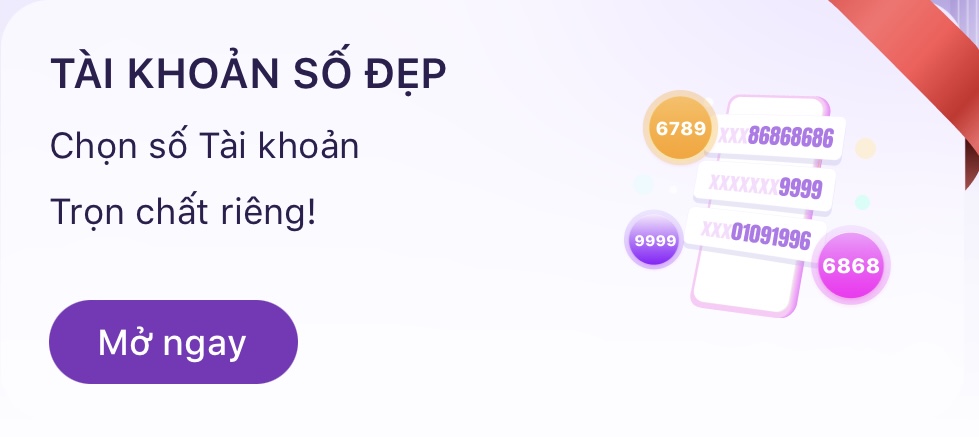 TÀI KHOẢN SỐ ĐẸP
Chọn số Tài khoản
Trọn chất riêng!
Mở ngay
6789
XXX86868686
XXXXXXX9999
9999
XXX01091996
6868